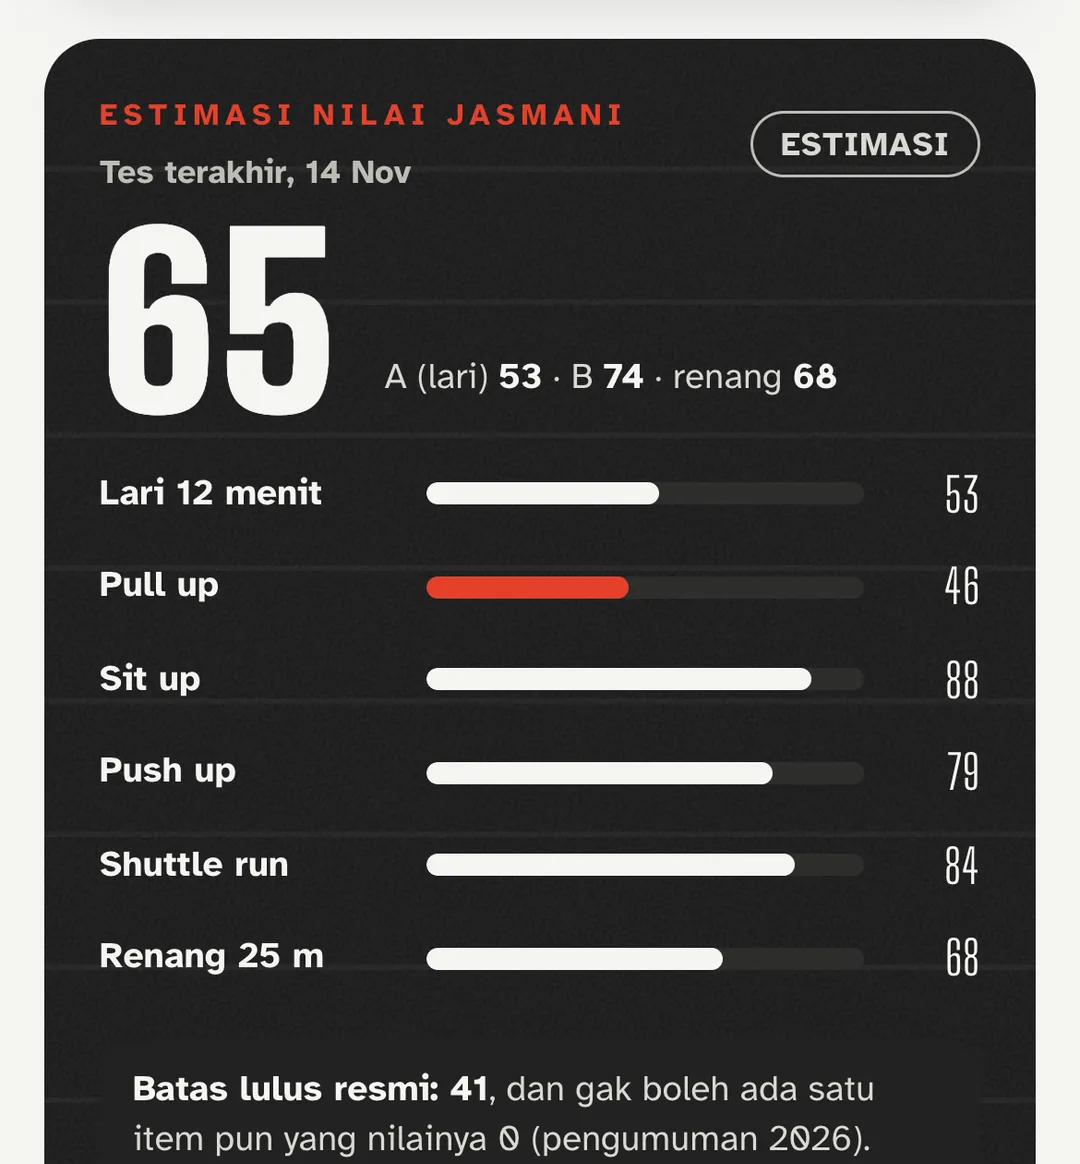 ESTIMASI NILAI JASMANI
ESTIMASI
Tes terakhir, 14 Nov
65
A (lari) 53 · B 74 · renang 68
Lari 12 menit 53
Pull up 46
Sit up 88
Push up 79
Shuttle run 84
Renang 25 m 68
Batas lulus resmi: 41, dan gak boleh ada satu
item pun yang nilainya 0 (pengumuman 2026).